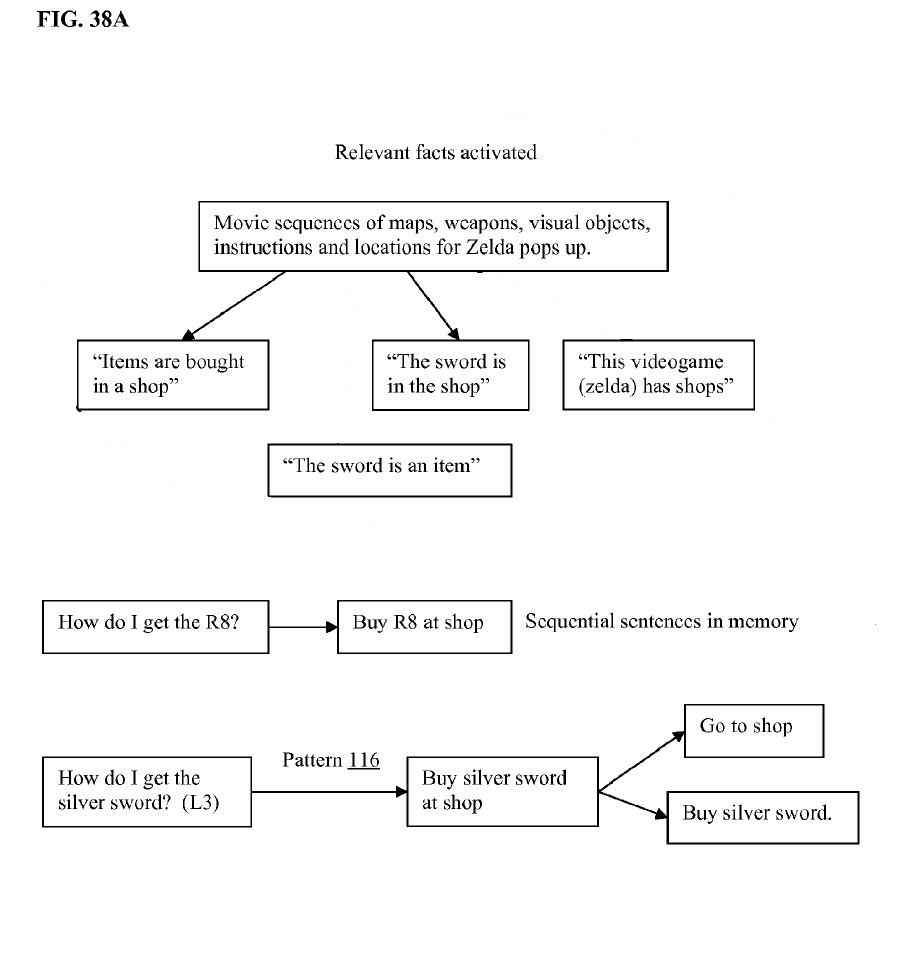 FIG. 38A
Relevant facts activated
Movie sequences of maps, weapons, visual objects,
instructions and locations for Zelda pops up.
“Items are bought
in a shop”
“The sword is
in the shop”
“This videogame
(zelda) has shops”
“The sword is an item”
How do I get the R8?
Buy R8 at shop
Sequential sentences in memory
Go to shop
Pattern 116
How do I get the
silver sword? (L3)
Buy silver sword
at shop
Buy silver sword.